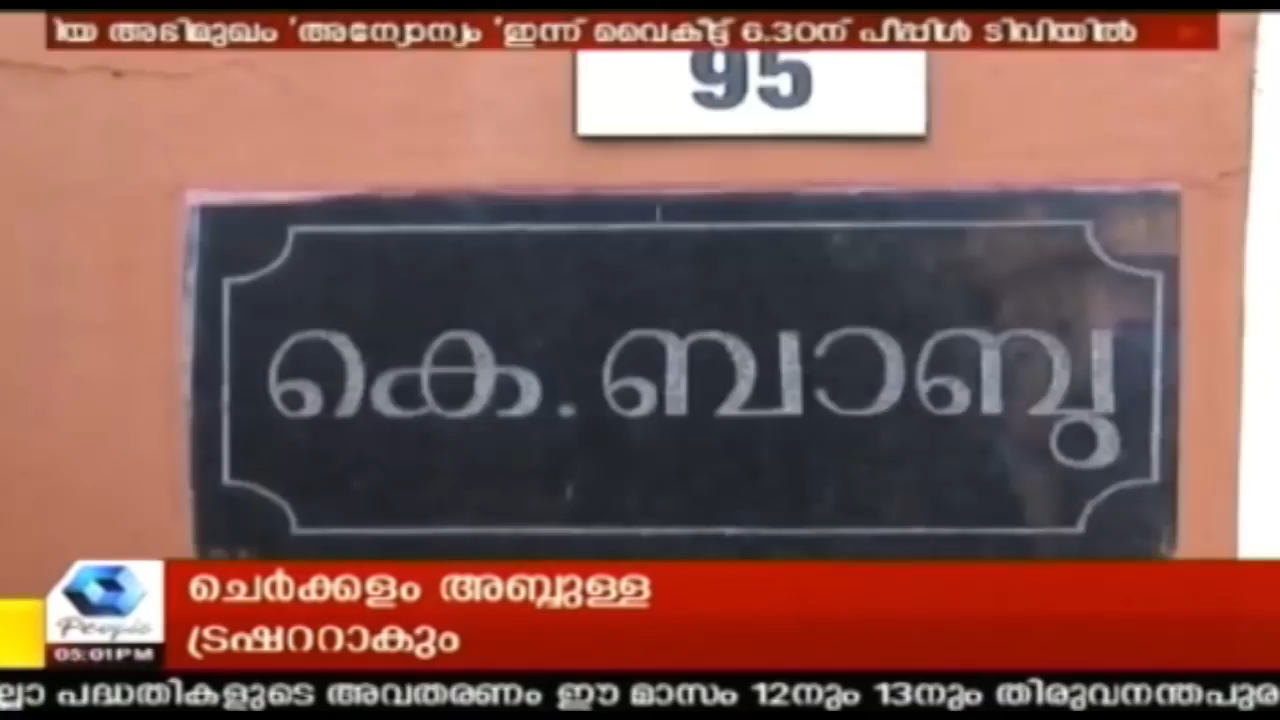 ിയ അഭിമുഖം 'അന്യോന്യം 'ഇന്ന് വൈകിട്ട് 6.30ന് പീപ്പിൾ ടിവിയിൽ
95
കെ.ബാബു
ചെർക്കളം അബ്ദുള്ള
ട്രഷററാകും
People
05:01PM
ല്ലാ പദ്ധതികളുടെ അവതരണം ഈ മാസം 12നും 13നും തിരുവനന്തപുര